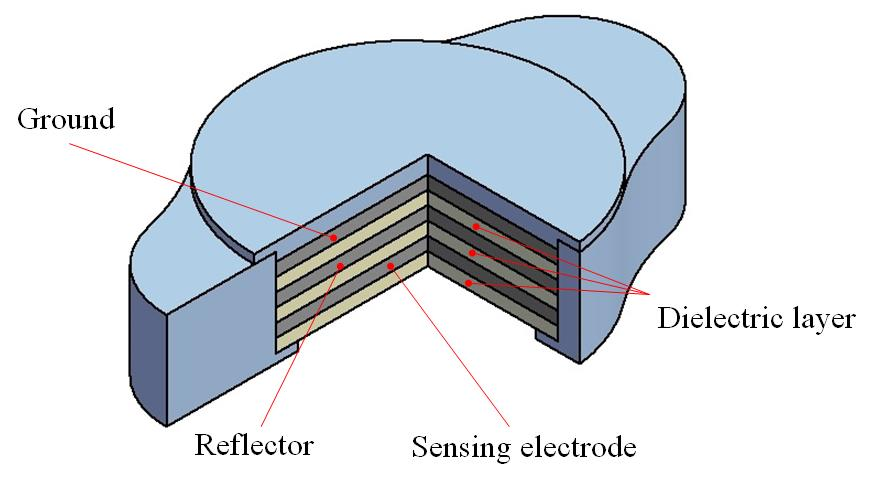 Ground
Dielectric layer
Reflector
Sensing electrode